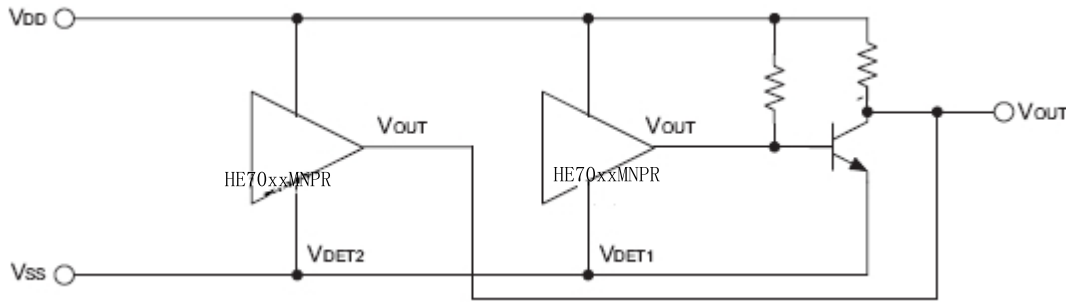 VDD
VOUT
VOUT
VOUT
HE70xxMNPR
HE70xxMNPR
VDET2
VDET1
VSS